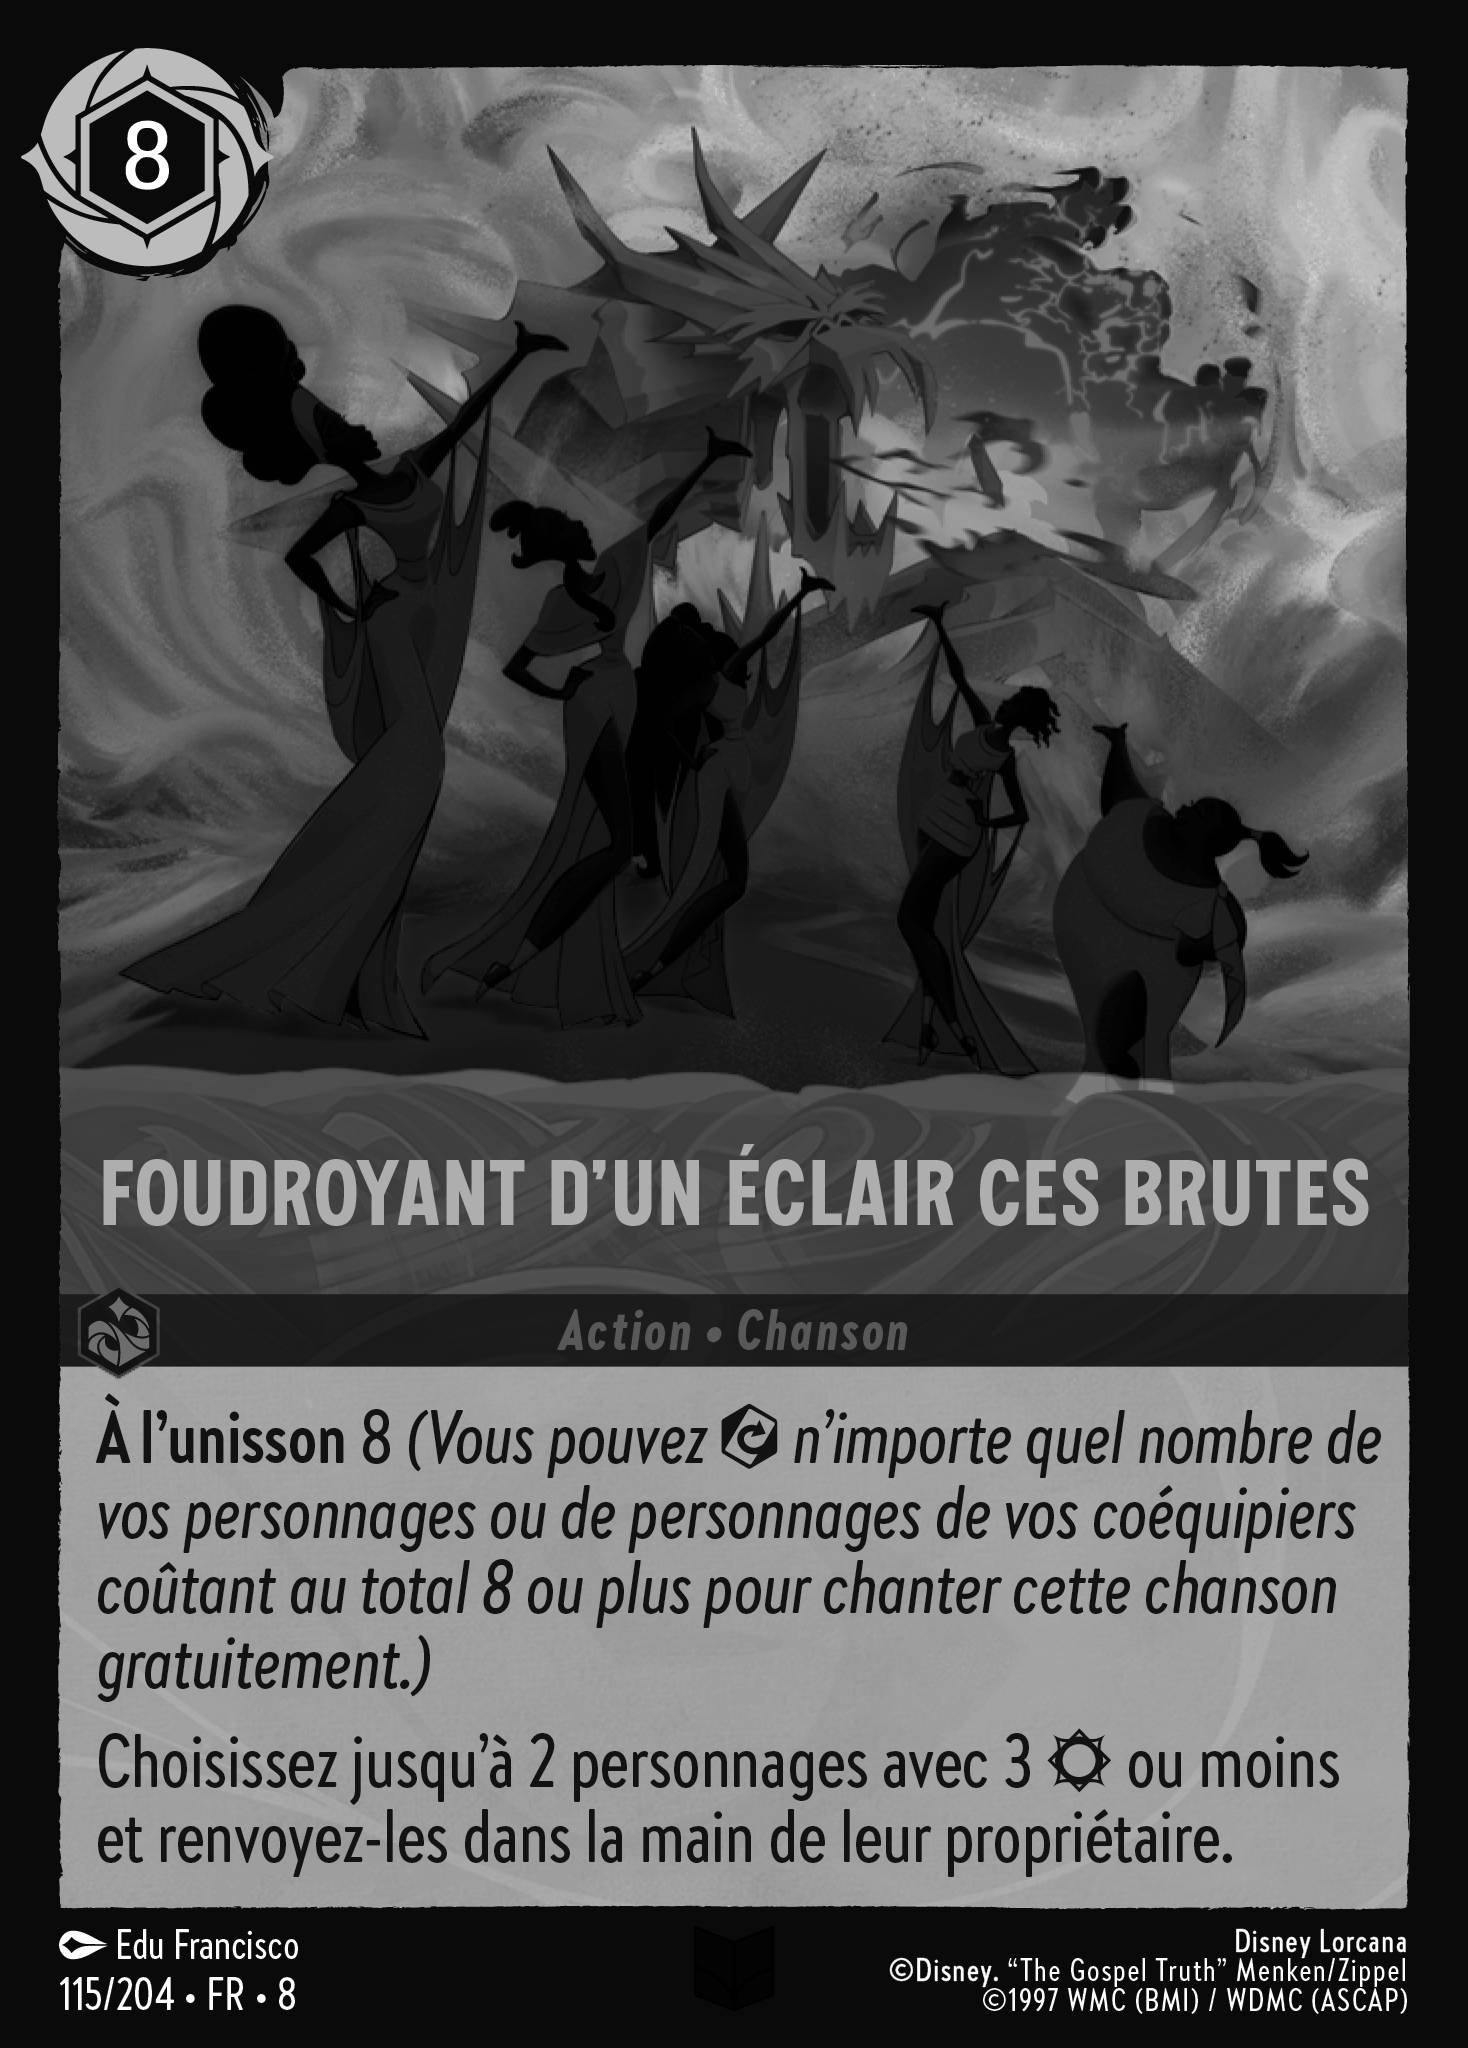 8
FOUDROYANT D’UN ÉCLAIR CES BRUTES
Action • Chanson
À l’unisson 8 (Vous pouvez n’importe quel nombre de
vos personnages ou de personnages de vos coéquipiers
coûtant au total 8 ou plus pour chanter cette chanson
gratuitement.)
Choisissez jusqu’à 2 personnages avec 3 ou moins
et renvoyez-les dans la main de leur propriétaire.
Edu Francisco
115/204 • FR • 8
Disney Lorcana
©Disney. “The Gospel Truth” Menken/Zippel
©1997 WMC (BMI) / WDMC (ASCAP)